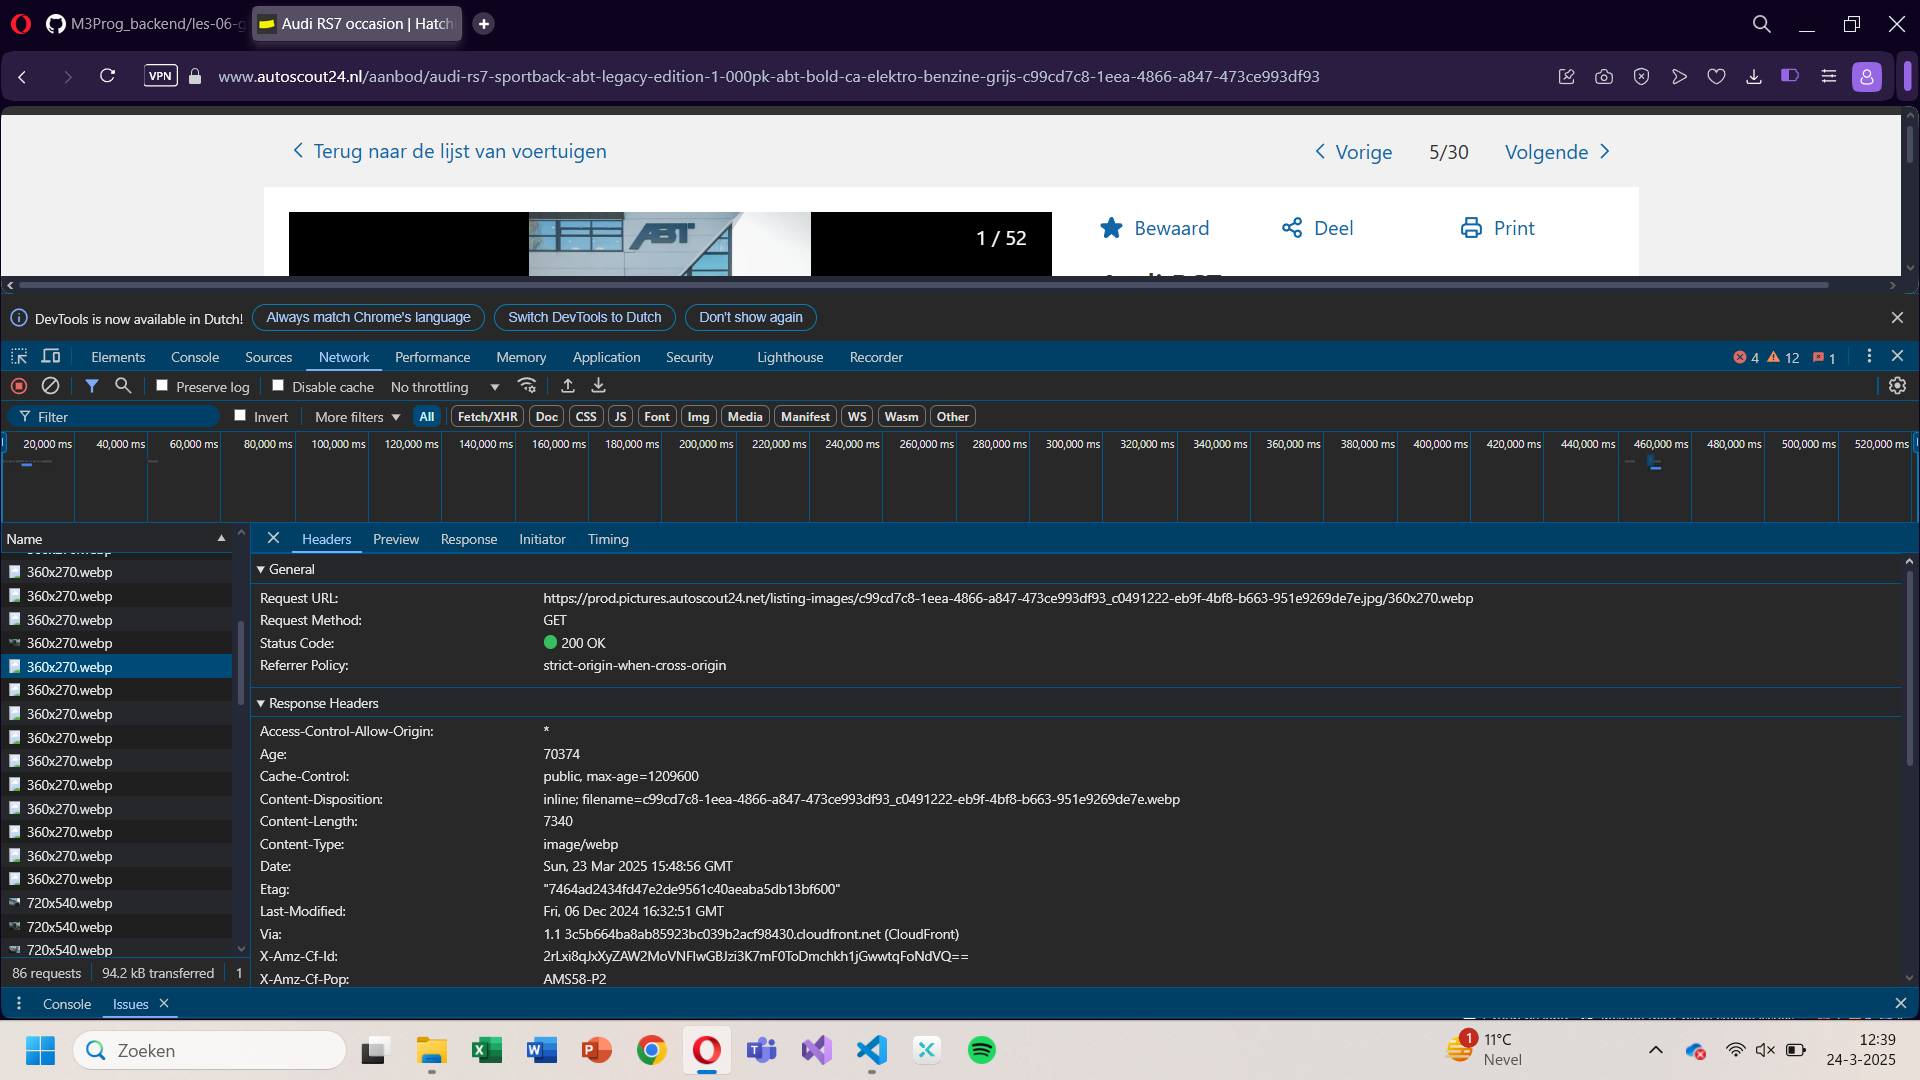 M3Prog_backend/les-06-g
Audi RS7 occasion | Hatch
VPN
www.autoscout24.nl/aanbod/audi-rs7-sportback-abt-legacy-edition-1-000pk-abt-bold-ca-elektro-benzine-grijs-c99cd7c8-1eea-4866-a847-473ce993df93
Terug naar de lijst van voertuigen
Vorige 5/30 Volgende
ABT
1 / 52
Bewaard Deel Print
DevTools is now available in Dutch! Always match Chrome's language Switch DevTools to Dutch Don't show again
Elements Console Sources Network Performance Memory Application Security Lighthouse Recorder 4 12 1
Preserve log Disable cache No throttling
Filter Invert More filters All Fetch/XHR Doc CSS JS Font Img Media Manifest WS Wasm Other
20,000 ms 40,000 ms 60,000 ms 80,000 ms 100,000 ms 120,000 ms 140,000 ms 160,000 ms 180,000 ms 200,000 ms 220,000 ms 240,000 ms 260,000 ms 280,000 ms 300,000 ms 320,000 ms 340,000 ms 360,000 ms 380,000 ms 400,000 ms 420,000 ms 440,000 ms 460,000 ms 480,000 ms 500,000 ms 520,000 ms
Name
360x270.webp
360x270.webp
360x270.webp
360x270.webp
360x270.webp
360x270.webp
360x270.webp
360x270.webp
360x270.webp
360x270.webp
360x270.webp
360x270.webp
360x270.webp
360x270.webp
720x540.webp
720x540.webp
720x540.webp
86 requests 94.2 kB transferred 1
Headers Preview Response Initiator Timing
General
Request URL: https://prod.pictures.autoscout24.net/listing-images/c99cd7c8-1eea-4866-a847-473ce993df93_c0491222-eb9f-4bf8-b663-951e9269de7e.jpg/360x270.webp
Request Method: GET
Status Code: 200 OK
Referrer Policy: strict-origin-when-cross-origin
Response Headers
Access-Control-Allow-Origin: *
Age: 70374
Cache-Control: public, max-age=1209600
Content-Disposition: inline; filename=c99cd7c8-1eea-4866-a847-473ce993df93_c0491222-eb9f-4bf8-b663-951e9269de7e.webp
Content-Length: 7340
Content-Type: image/webp
Date: Sun, 23 Mar 2025 15:48:56 GMT
Etag: "7464ad2434fd47e2de9561c40aeaba5db13bf600"
Last-Modified: Fri, 06 Dec 2024 16:32:51 GMT
Via: 1.1 3c5b664ba8ab85923bc039b2acf98430.cloudfront.net (CloudFront)
X-Amz-Cf-Id: 2rLxi8qJxXyZAW2MoVNFlwGBJzi3K7mF0ToDmchkh1jGwwtqFoNdVQ==
X-Amz-Cf-Pop: AMS58-P2
Console Issues
Zoeken
1
11°C
Nevel
12:39
24-3-2025